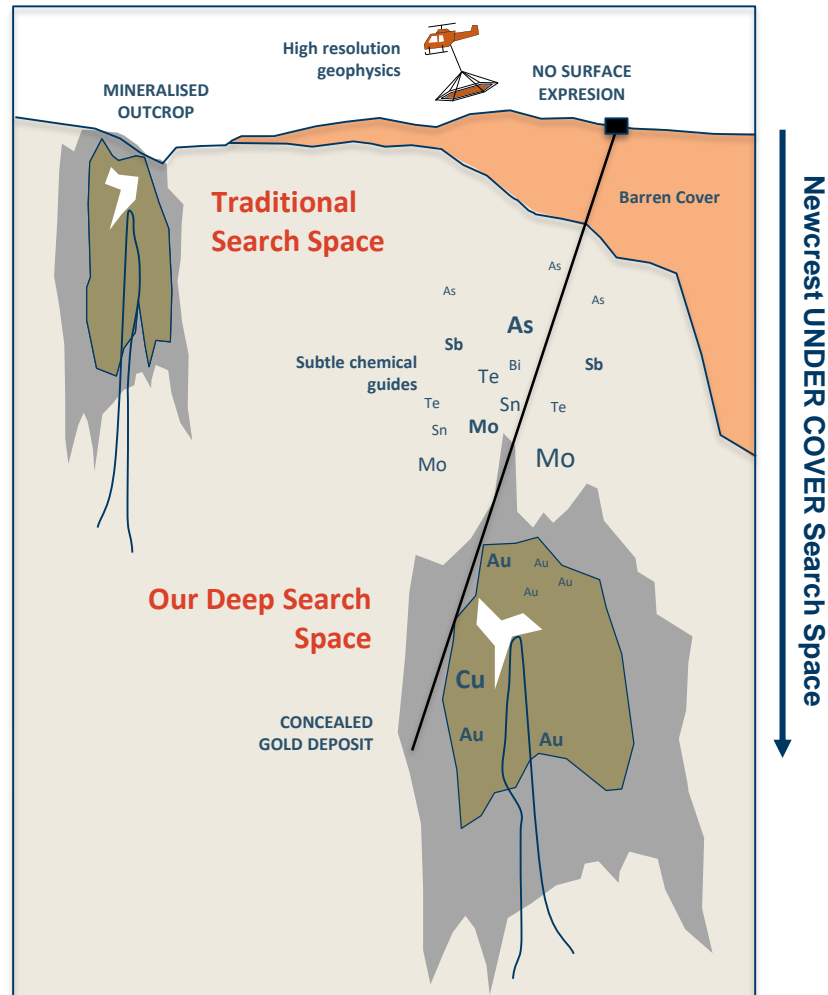 High resolution
geophysics
MINERALISED
OUTCROP
NO SURFACE
EXPRESION
Traditional
Search Space
Barren Cover
As
As
As
As
Sb
Subtle chemical
guides
Bi
Sb
Te
Te
Sn
Te
Sn
Mo
Mo
Mo
Au
Au
Au
Au
Our Deep Search
Space
Cu
CONCEALED
GOLD DEPOSIT
Au
Au
Newcrest UNDER COVER Search Space